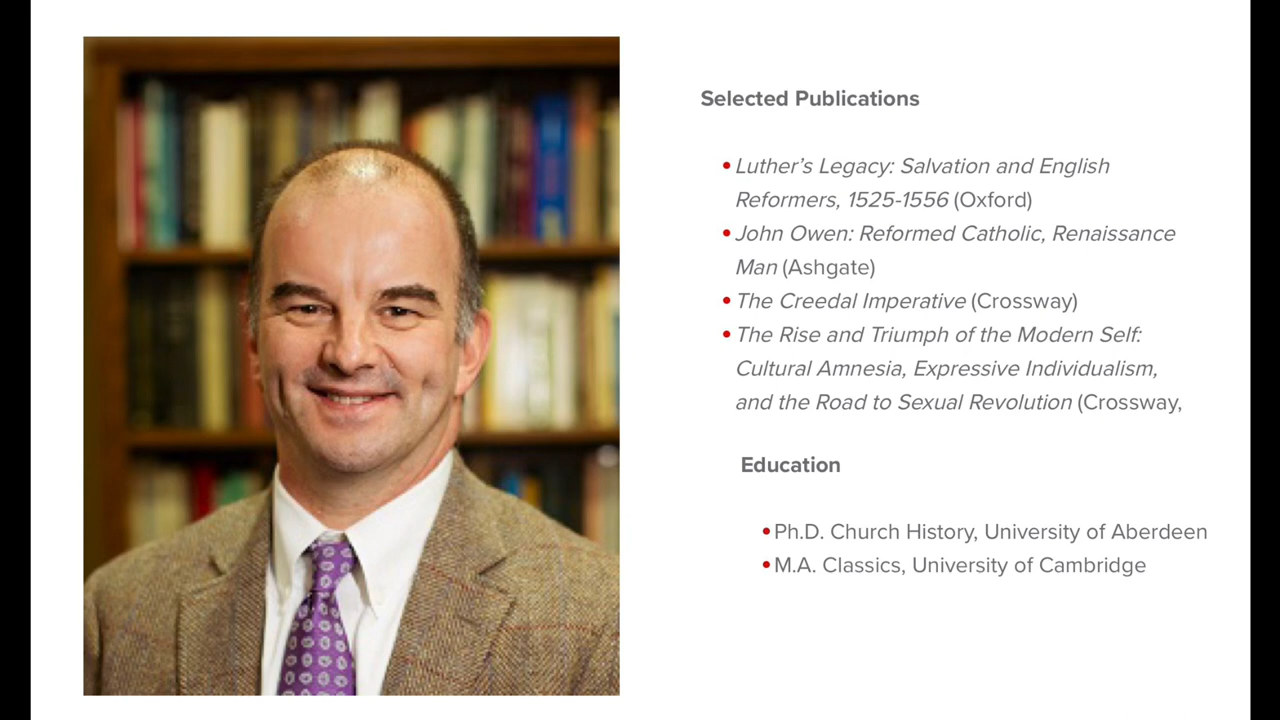 Selected Publications
• Luther’s Legacy: Salvation and English
Reformers, 1525-1556 (Oxford)
• John Owen: Reformed Catholic, Renaissance
Man (Ashgate)
• The Creedal Imperative (Crossway)
• The Rise and Triumph of the Modern Self:
Cultural Amnesia, Expressive Individualism,
and the Road to Sexual Revolution (Crossway,
Education
• Ph.D. Church History, University of Aberdeen
• M.A. Classics, University of Cambridge